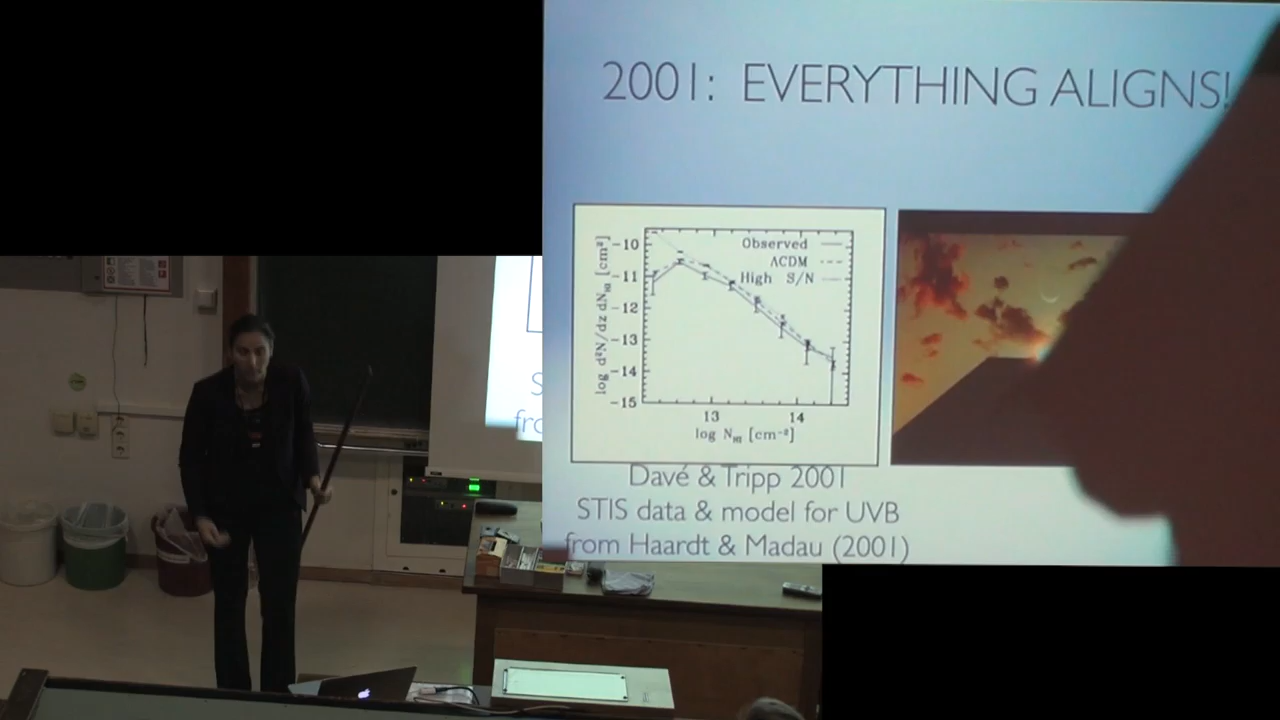 2001: EVERYTHING ALIGNS!
Observed
ΛCDM
High S/N
-10
-11
-12
-13
-14
-15
log d²N/dz dN_HI [cm²]
13 14
log N_HI [cm⁻²]
Davé & Tripp 2001
STIS data & model for UVB
from Haardt & Madau (2001)
S
frc